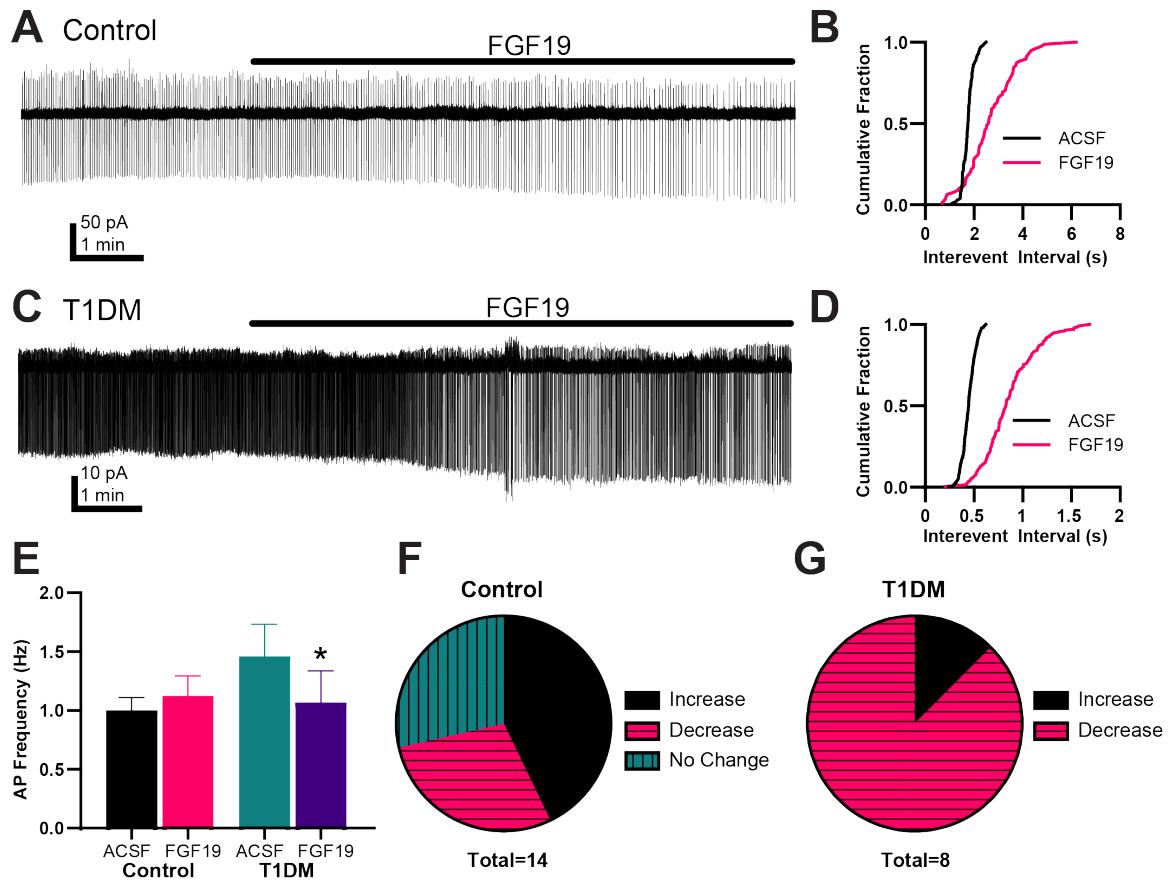 A Control
FGF19
50 pA
1 min
B
Cumulative Fraction
1.0
0.5
0.0
ACSF
FGF19
0 2 4 6 8
Interevent Interval (s)
C T1DM
FGF19
10 pA
1 min
D
Cumulative Fraction
1.0
0.5
0.0
ACSF
FGF19
0 0.5 1 1.5 2
Interevent Interval (s)
E
AP Frequency (Hz)
2.0
1.5
1.0
0.5
0.0
*
ACSF FGF19 ACSF FGF19
Control T1DM
F
Control
Increase
Decrease
No Change
Total=14
G
T1DM
Increase
Decrease
Total=8